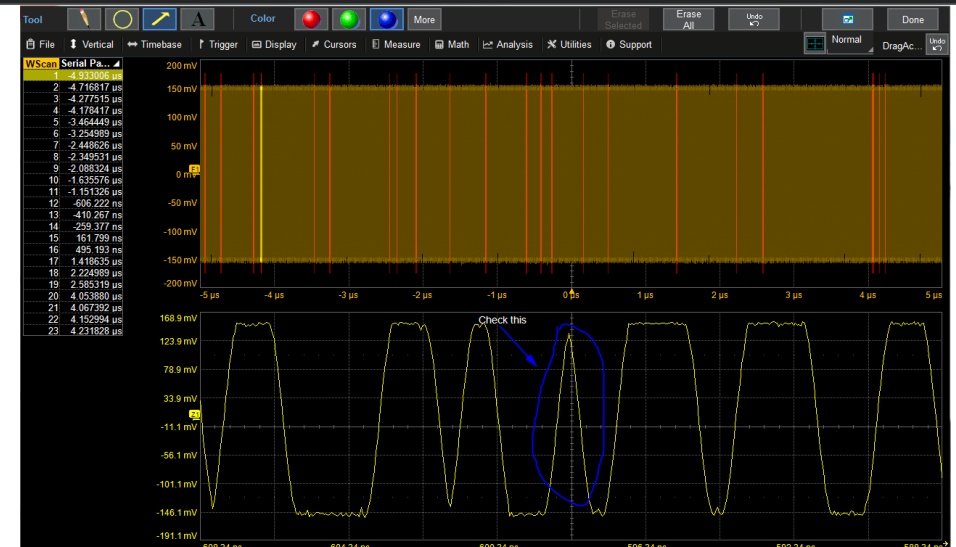 Tool A Color More Erase Selected Erase All Undo Done
File Vertical Timebase Trigger Display Cursors Measure Math Analysis Utilities Support Normal DragAc... Undo
WScan Serial Pa...
1 -4.933006 µs
2 -4.716817 µs
3 -4.277515 µs
4 -4.178417 µs
5 -3.464449 µs
6 -3.254989 µs
7 -2.448626 µs
8 -2.349531 µs
9 -2.088324 µs
10 -1.635576 µs
11 -1.151326 µs
12 -606.222 ns
13 -410.267 ns
14 -259.377 ns
15 161.799 ns
16 495.193 ns
17 1.418635 µs
18 2.224989 µs
19 2.585319 µs
20 4.053880 µs
21 4.067392 µs
22 4.152994 µs
23 4.231828 µs
200 mV
150 mV
100 mV
50 mV
0 mV
-50 mV
-100 mV
-150 mV
-200 mV
-5 µs -4 µs -3 µs -2 µs -1 µs 0 µs 1 µs 2 µs 3 µs 4 µs 5 µs
168.9 mV
Check this
123.9 mV
78.9 mV
33.9 mV
Z1
-11.1 mV
-56.1 mV
-101.1 mV
-146.1 mV
-191.1 mV